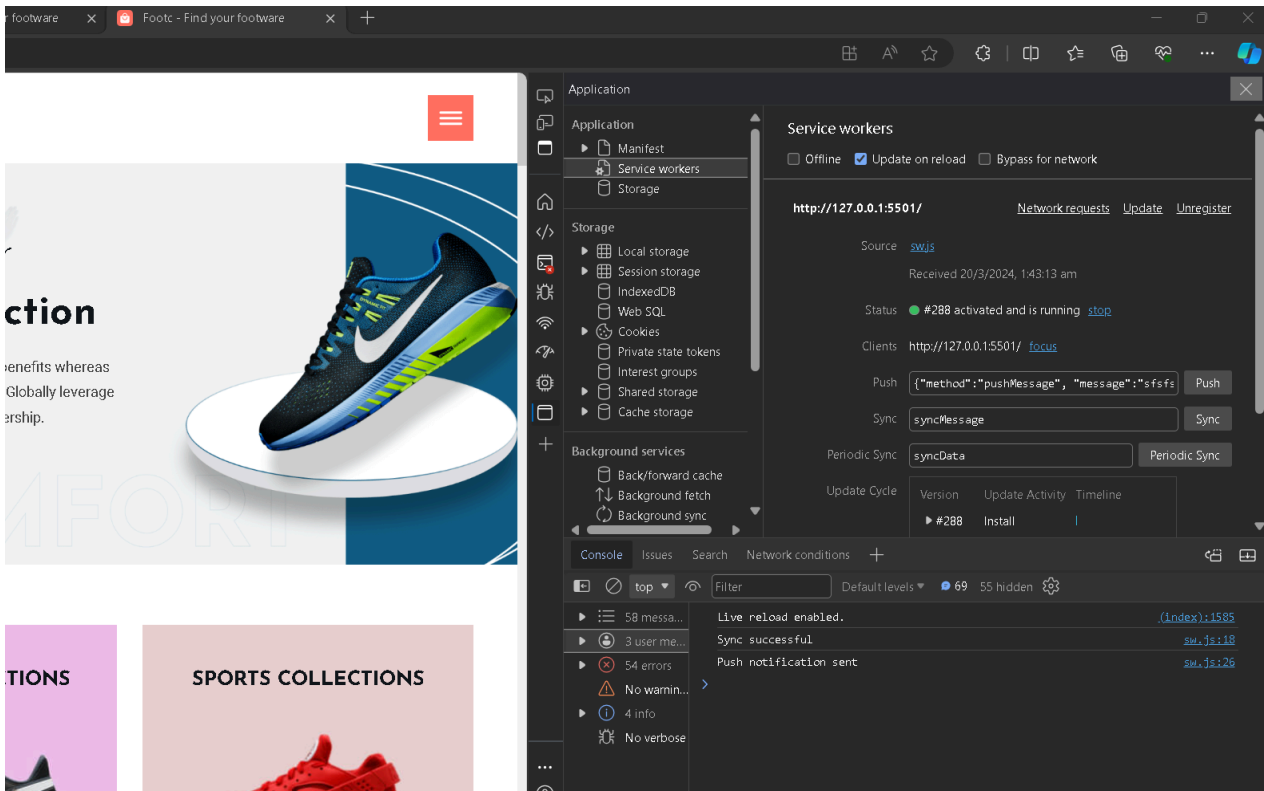 r footware
Footc - Find your footware
Application
Application
Manifest
Service workers
Storage
Storage
Local storage
Session storage
IndexedDB
Web SQL
Cookies
Private state tokens
Interest groups
Shared storage
Cache storage
Background services
Back/forward cache
Background fetch
Background sync
Service workers
Offline Update on reload Bypass for network
http://127.0.0.1:5501/ Network requests Update Unregister
Source sw.js
Received 20/3/2024, 1:43:13 am
Status #288 activated and is running stop
Clients http://127.0.0.1:5501/ focus
Push {"method":"pushMessage", "message":"sfsfs Push
Sync syncMessage Sync
Periodic Sync syncData Periodic Sync
Update Cycle Version Update Activity Timeline
#288 Install
Console Issues Search Network conditions
top Filter Default levels 69 55 hidden
58 messa...
3 user me...
54 errors
No warnin...
4 info
No verbose
Live reload enabled. (index):1585
Sync successful sw.js:18
Push notification sent sw.js:26
ction
benefits whereas
Globally leverage
ership.
MFORT
TIONS
SPORTS COLLECTIONS